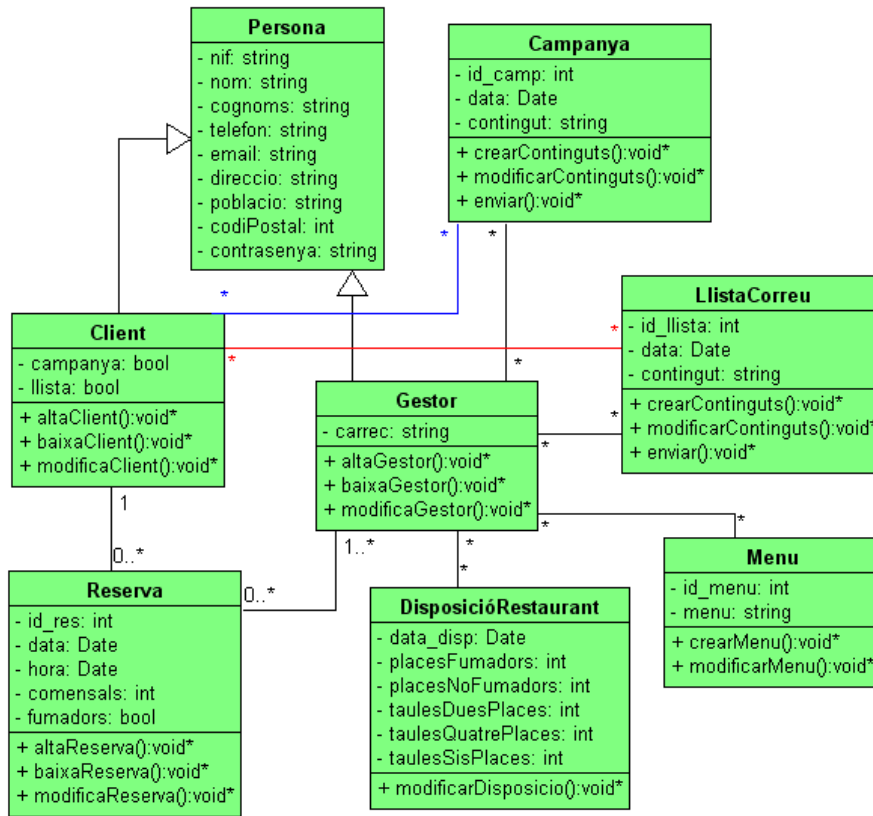 Persona
- nif: string
- nom: string
- cognoms: string
- telefon: string
- email: string
- direccio: string
- poblacio: string
- codiPostal: int
- contrasenya: string
Campanya
- id_camp: int
- data: Date
- contingut: string
+ crearContinguts():void*
+ modificarContinguts():void*
+ enviar():void*
*
*
*
*
Client
- campanya: bool
- llista: bool
+ altaClient():void*
+ baixaClient():void*
+ modificaClient():void*
*
*
LlistaCorreu
- id_llista: int
- data: Date
- contingut: string
+ crearContinguts():void*
+ modificarContinguts():void*
+ enviar():void*
Gestor
- carrec: string
+ altaGestor():void*
+ baixaGestor():void*
+ modificaGestor():void*
*
*
*
*
1
0..*
1..*
0..*
*
*
Reserva
- id_res: int
- data: Date
- hora: Date
- comensals: int
- fumadors: bool
+ altaReserva():void*
+ baixaReserva():void*
+ modificaReserva():void*
DisposicióRestaurant
- data_disp: Date
- placesFumadors: int
- placesNoFumadors: int
- taulesDuesPlaces: int
- taulesQuatrePlaces: int
- taulesSisPlaces: int
+ modificarDisposicio():void*
Menu
- id_menu: int
- menu: string
+ crearMenu():void*
+ modificarMenu():void*